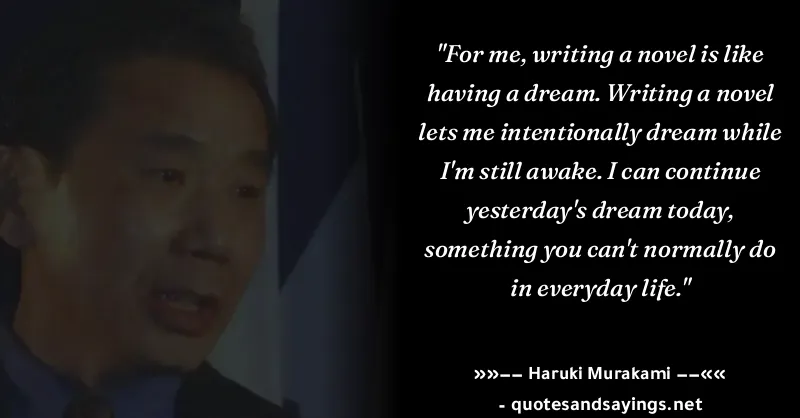 "For me, writing a novel is like
having a dream. Writing a novel
lets me intentionally dream while
I'm still awake. I can continue
yesterday's dream today,
something you can't normally do
in everyday life."
»»–– Haruki Murakami ––««
- quotesandsayings.net